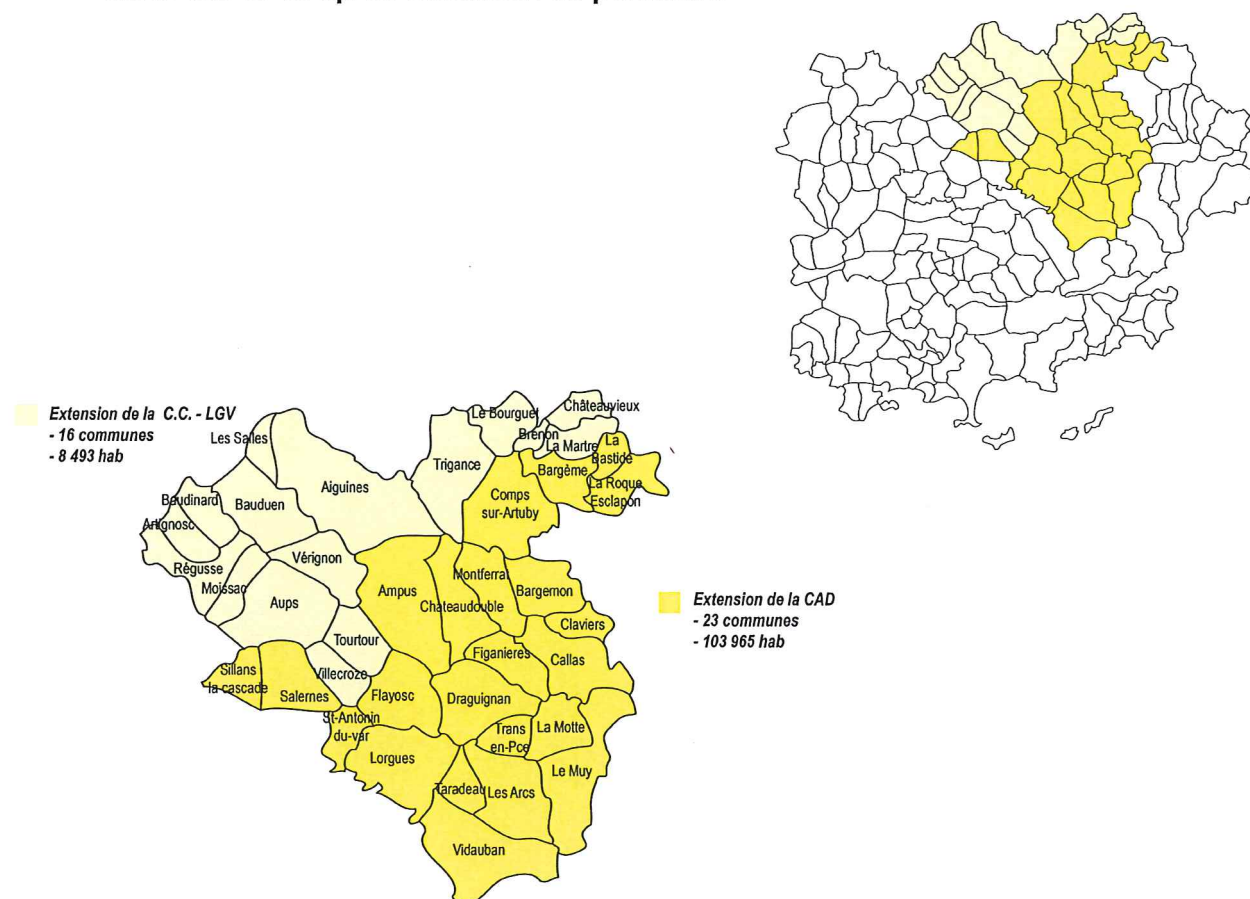 Extension de la C.C. - LGV
- 16 communes
- 8 493 hab
Châteauvieux
Le Bourguet
Brenon
La Martre
La
Bastide
Les Salles
Trigance
Bargème
La Roque
Esclapon
Aiguines
Comps
sur-Artuby
Baudinard
Bauduen
Artignosc
Vérignon
Régusse
Moissac
Montferrat
Ampus
Bargemon
Aups
Chateaudouble
Claviers
Tourtour
Figanieres
Callas
Villecroze
Sillans
la cascade
Salernes
Flayosc
Draguignan
St-Antonin
du-var
Trans
en-Pce
La Motte
Lorgues
Le Muy
Taradeau
Les Arcs
Vidauban
Extension de la CAD
- 23 communes
- 103 965 hab